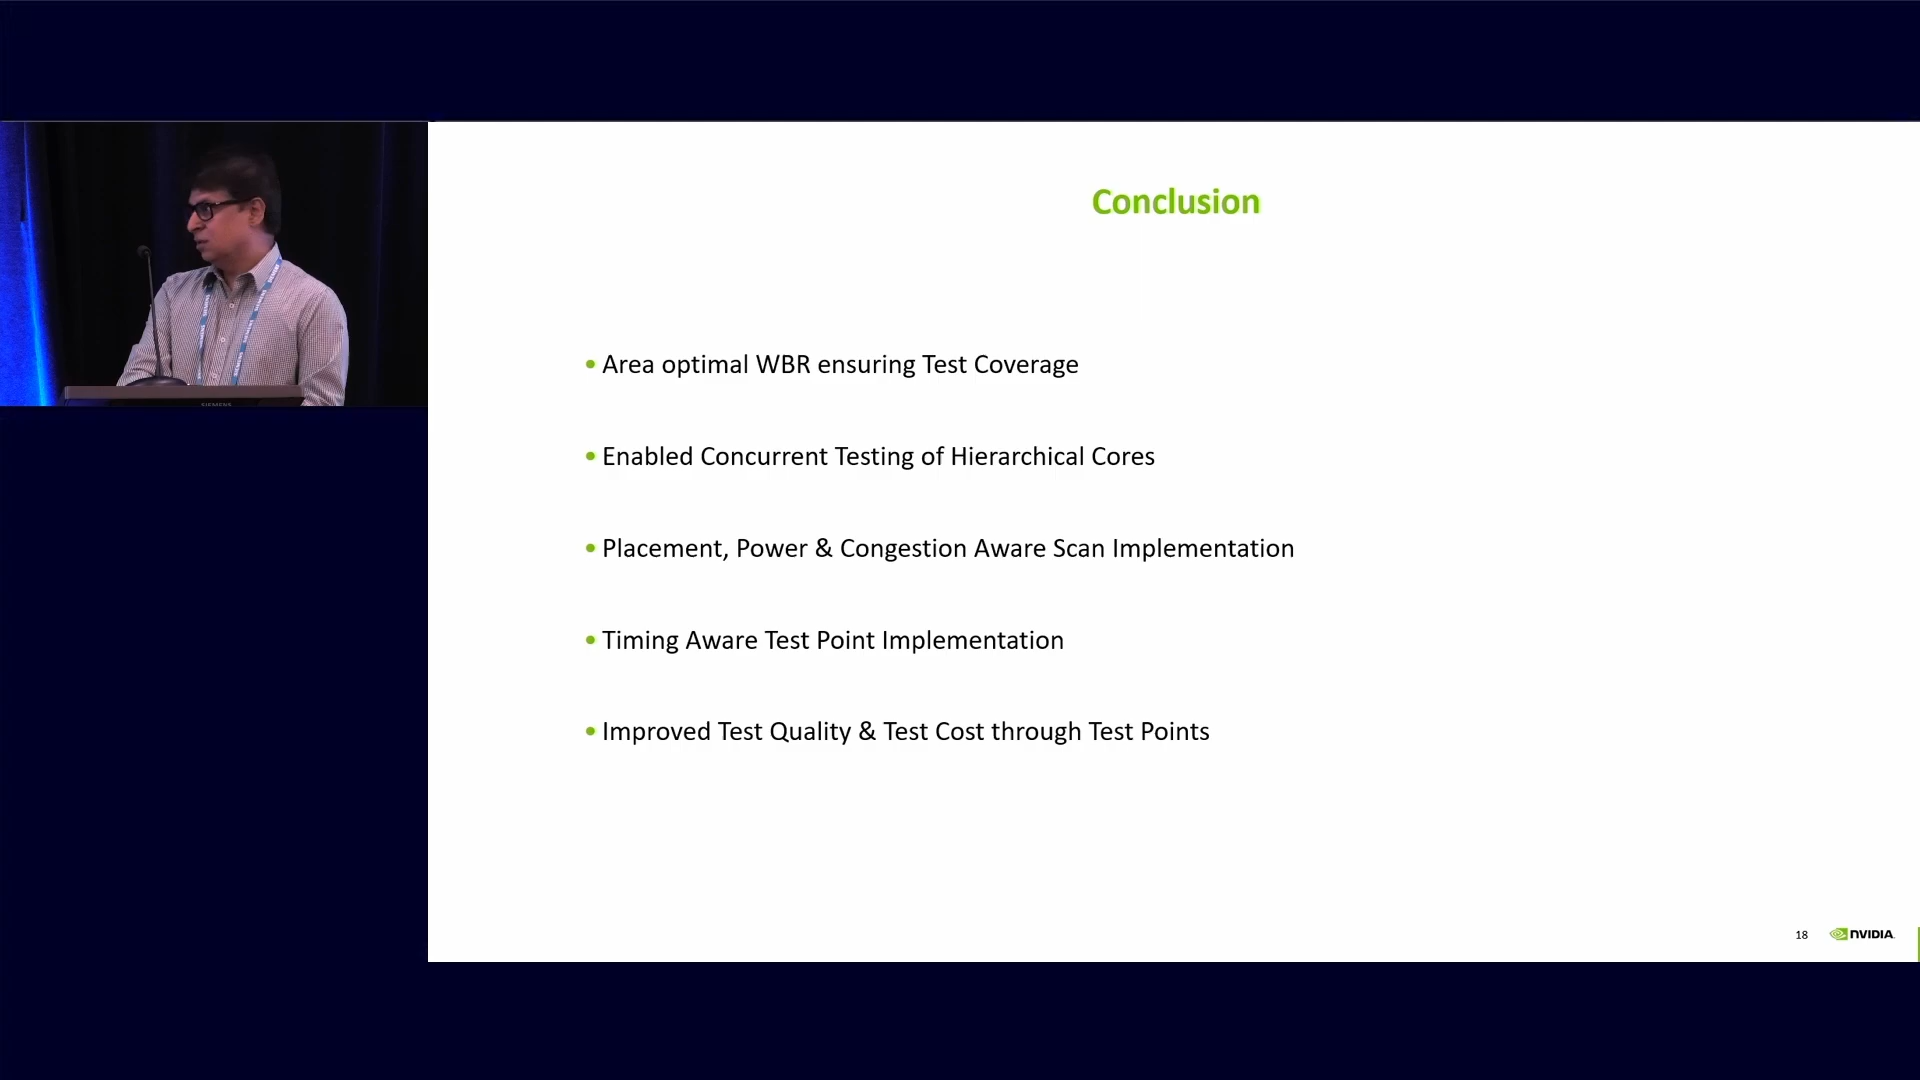 Conclusion
• Area optimal WBR ensuring Test Coverage
• Enabled Concurrent Testing of Hierarchical Cores
• Placement, Power & Congestion Aware Scan Implementation
• Timing Aware Test Point Implementation
• Improved Test Quality & Test Cost through Test Points
18
NVIDIA
SIEMENS